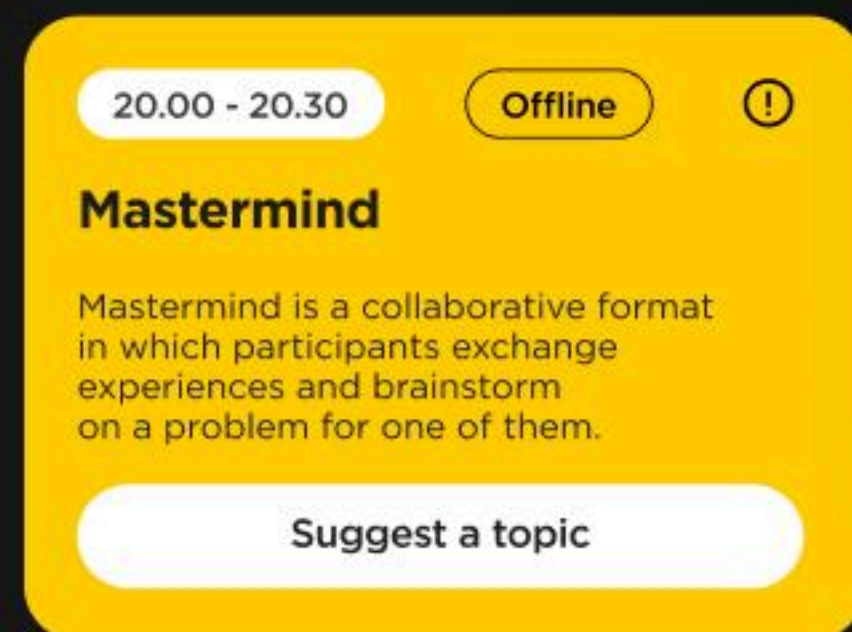 20.00 - 20.30
Offline
Mastermind
Mastermind is a collaborative format
in which participants exchange
experiences and brainstorm
on a problem for one of them.
Suggest a topic